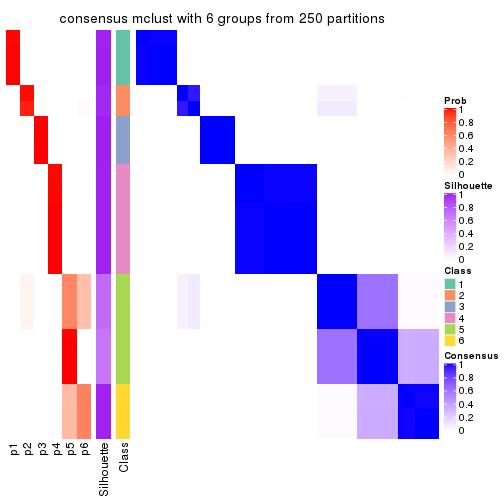 consensus mclust with 6 groups from 250 partitions
Prob
1
0.8
0.6
0.4
0.2
0
Silhouette
1
0.8
0.6
0.4
0.2
0
Class
1
2
3
4
5
6
Consensus
1
0.8
0.6
0.4
0.2
0
p1
p2
p3
p4
p5
p6
Silhouette
Class